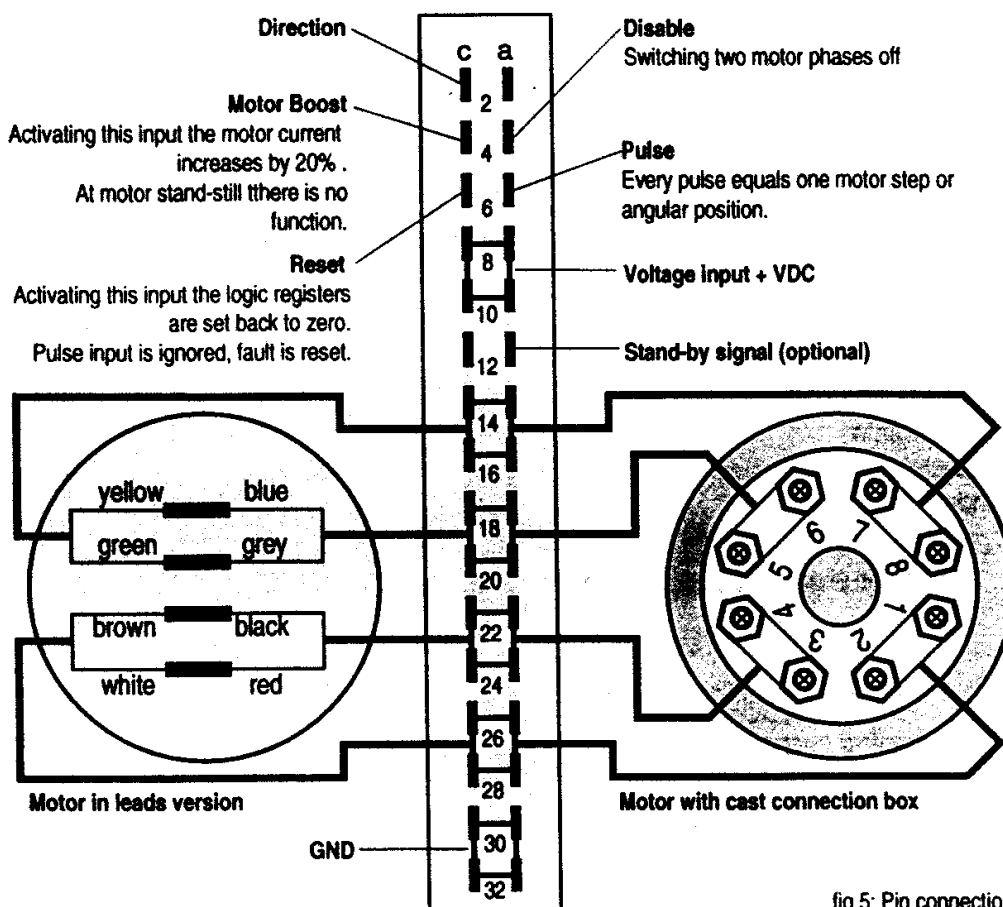 Direction
Motor Boost
Activating this input the motor current
increases by 20% .
At motor stand-still tthere is no
function.
Reset
Activating this input the logic registers
are set back to zero.
Pulse input is ignored, fault is reset.
c a
2
4
6
8
10
12
14
16
18
20
22
24
26
28
30
32
Disable
Switching two motor phases off
Pulse
Every pulse equals one motor step or
angular position.
Voltage input + VDC
Stand-by signal (optional)
yellow blue
green grey
brown black
white red
Motor in leads version
GND
6 7
5 8
4 1
3 2
Motor with cast connection box
fig 5: Pin connectio